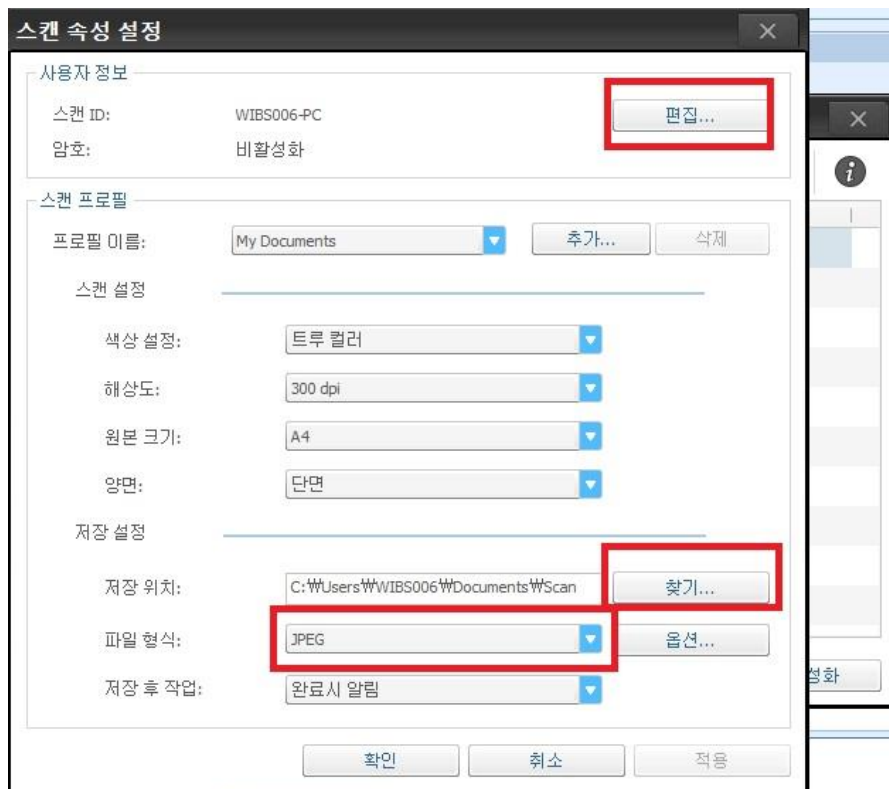 스캔 속성 설정
사용자 정보
스캔 ID: WIBS006-PC 편집...
암호: 비활성화
스캔 프로필
프로필 이름: My Documents 추가... 삭제
스캔 설정
색상 설정: 트루 컬러
해상도: 300 dpi
원본 크기: A4
양면: 단면
저장 설정
저장 위치: C:₩Users₩WIBS006₩Documents₩Scan 찾기...
파일 형식: JPEG 옵션...
저장 후 작업: 완료시 알림
성화
확인 취소 적용